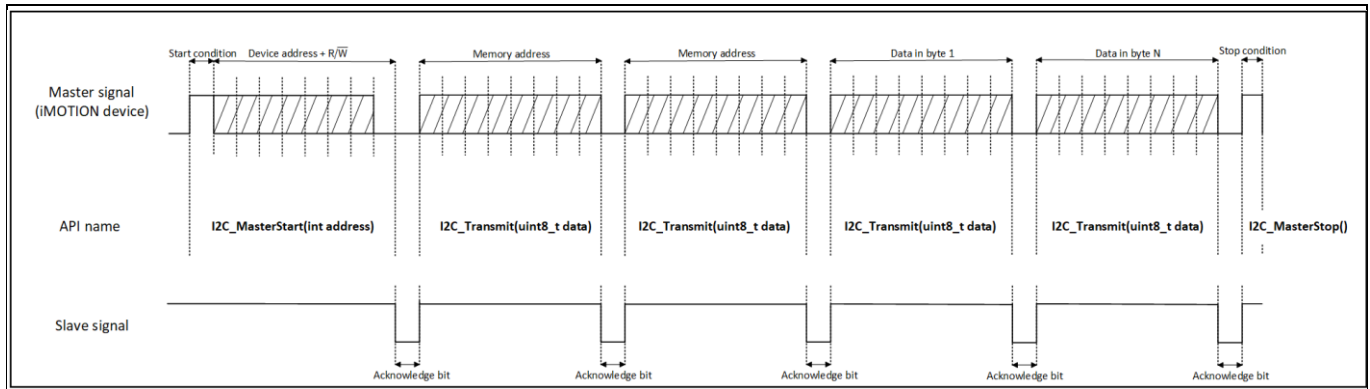 Start condition
Device address + R/W̅
Memory address
Memory address
Data in byte 1
Data in byte N
Stop condition
Master signal
(iMOTION device)
API name
I2C_MasterStart(int address)
I2C_Transmit(uint8_t data)
I2C_Transmit(uint8_t data)
I2C_Transmit(uint8_t data)
I2C_Transmit(uint8_t data)
I2C_MasterStop()
Slave signal
Acknowledge bit
Acknowledge bit
Acknowledge bit
Acknowledge bit
Acknowledge bit